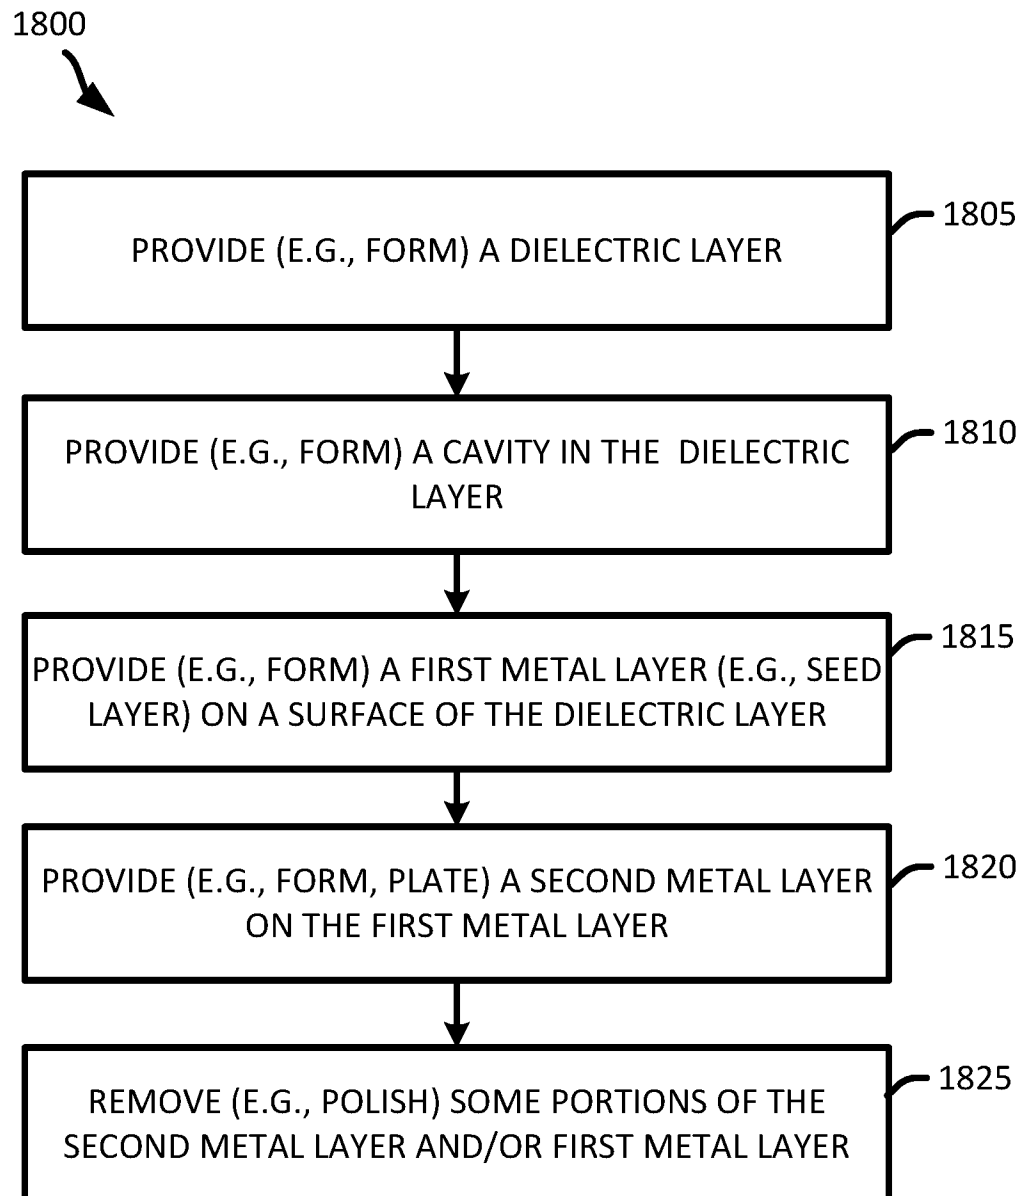 1800
PROVIDE (E.G., FORM) A DIELECTRIC LAYER
1805
PROVIDE (E.G., FORM) A CAVITY IN THE  DIELECTRIC
LAYER
1810
PROVIDE (E.G., FORM) A FIRST METAL LAYER (E.G., SEED
LAYER) ON A SURFACE OF THE DIELECTRIC LAYER
1815
PROVIDE (E.G., FORM, PLATE) A SECOND METAL LAYER
ON THE FIRST METAL LAYER
1820
REMOVE (E.G., POLISH) SOME PORTIONS OF THE
SECOND METAL LAYER AND/OR FIRST METAL LAYER
1825